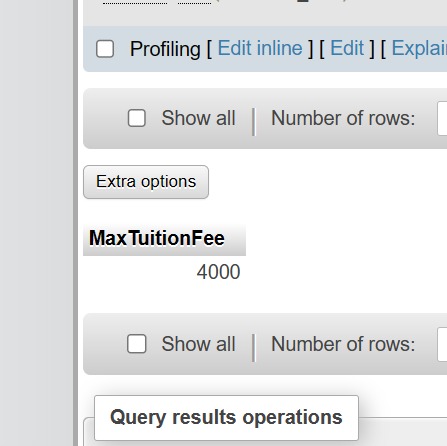 Profiling [ Edit inline ] [ Edit ] [
Show all | Number of rows:
Extra options
MaxTuitionFee
4000
Show all | Number of rows:
Query results operations